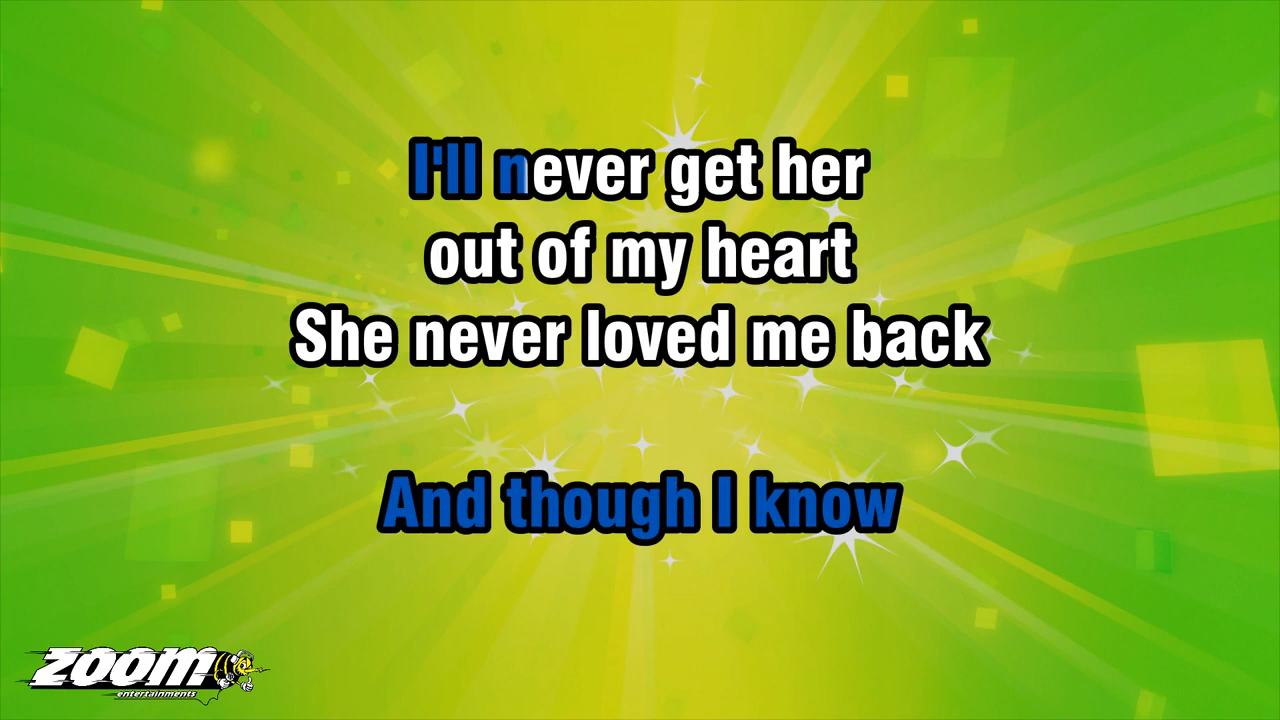 I'll never get her
out of my heart
She never loved me back
And though I know
zoom
entertainments